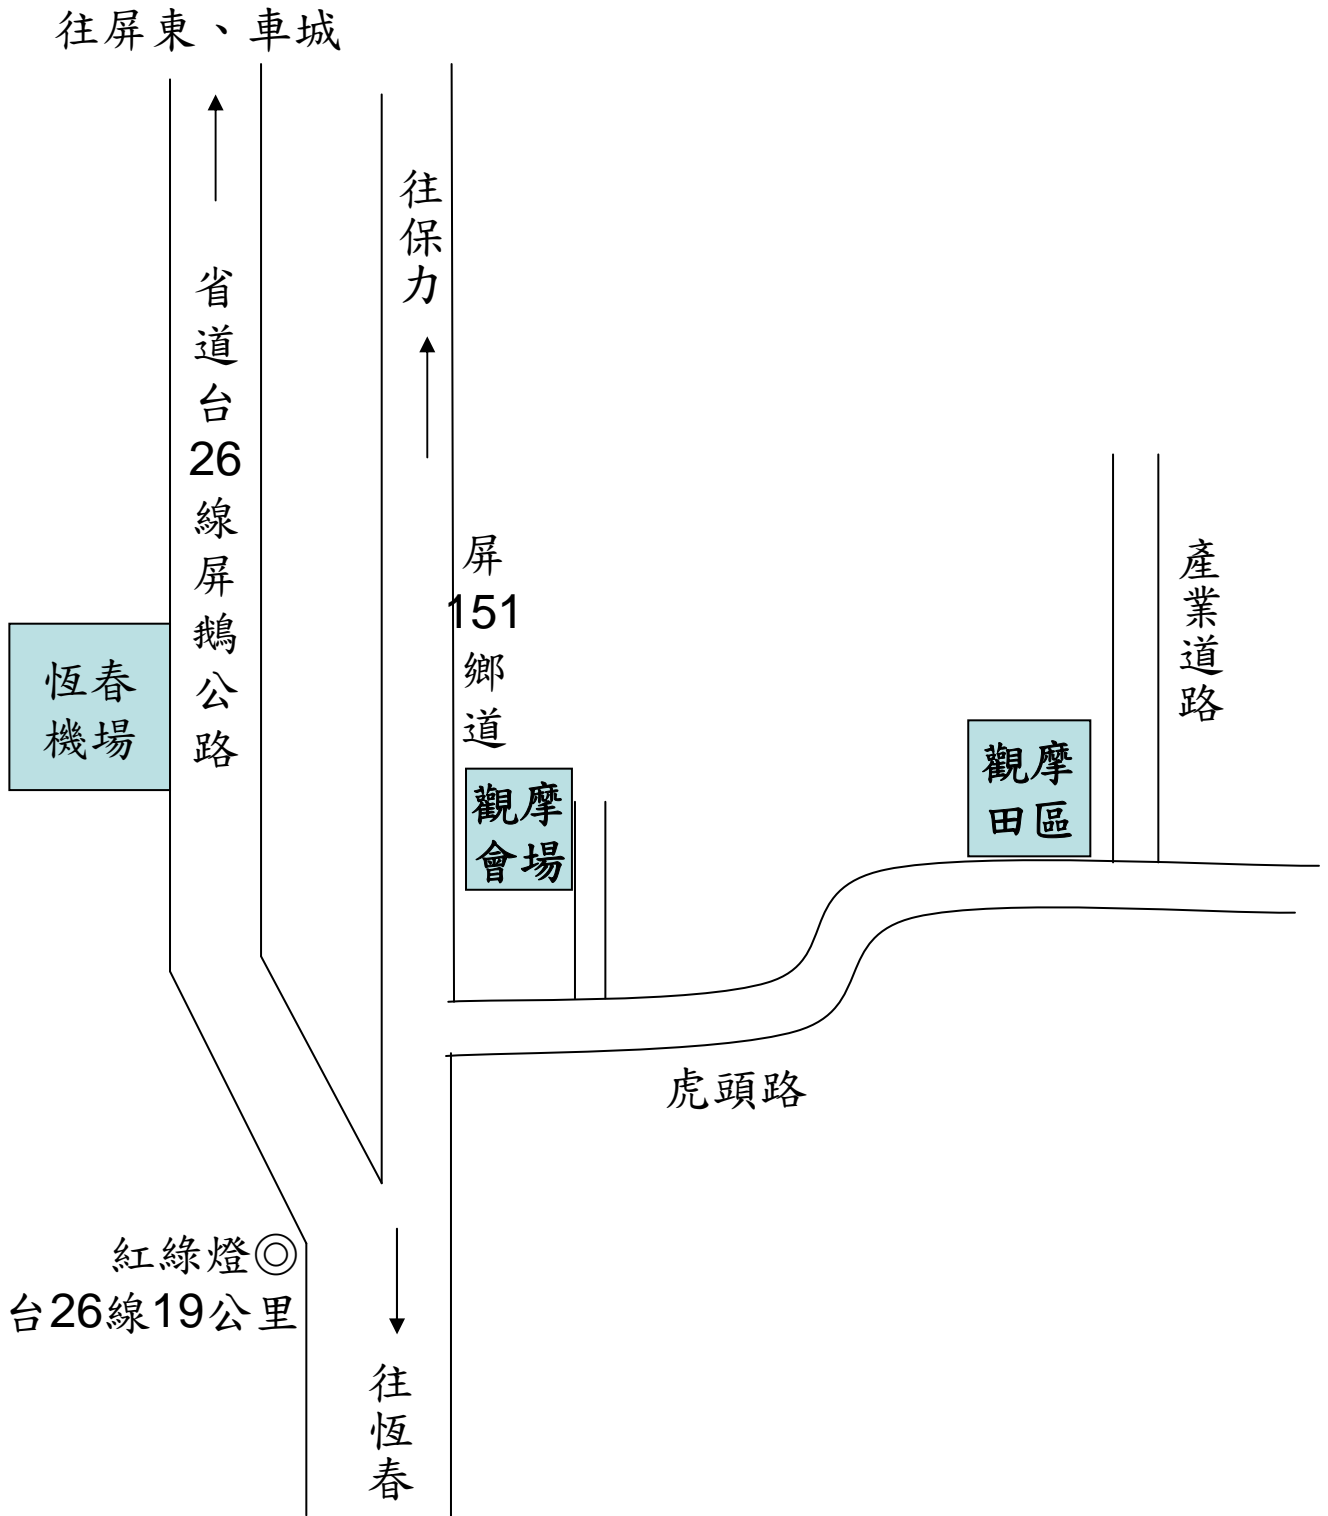 往屏東、車城
往保力
省道台26線屏鵝公路
屏151鄉道
產業道路
恆春
機場
觀摩
田區
觀摩
會場
虎頭路
紅綠燈◎
台26線19公里
往恆春